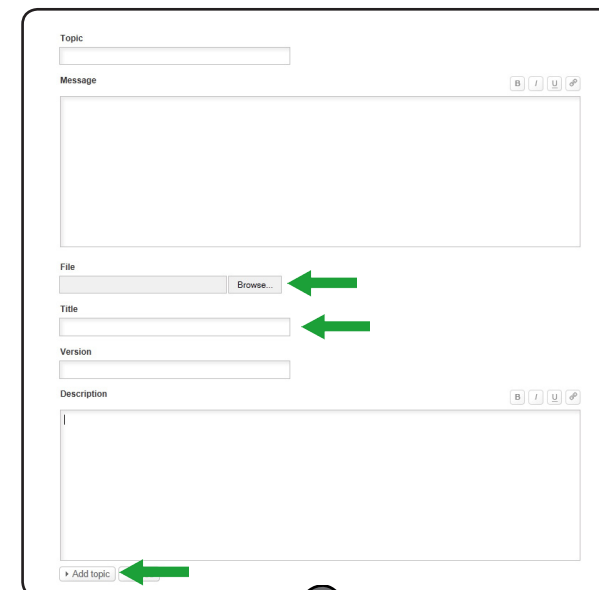 Topic
Message
B I U
File
Browse...
Title
Version
Description
B I U
Add topic